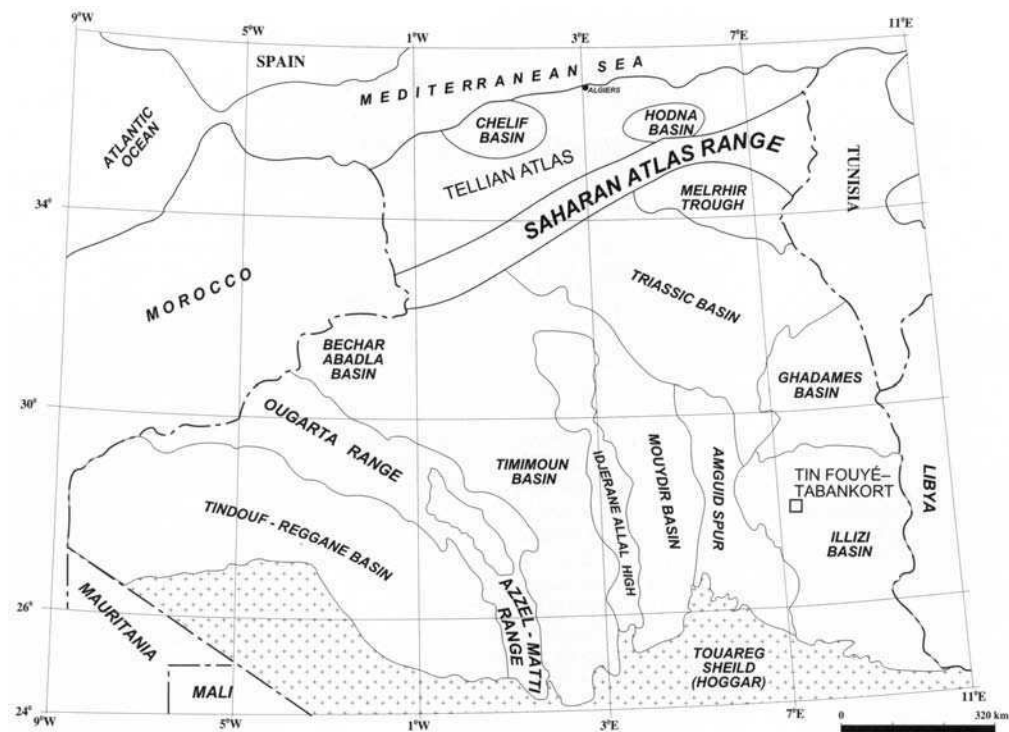 9°W
5°W
1°W
3°E
7°E
11°E
SPAIN
MEDITERRANEAN SEA
ALGIERS
ATLANTIC
OCEAN
CHELIF
BASIN
HODNA
BASIN
TELLIAN ATLAS
SAHARAN ATLAS RANGE
TUNISIA
MELRHIR
TROUGH
34°
MOROCCO
TRIASSIC BASIN
BECHAR
ABADLA
BASIN
GHADAMES
BASIN
30°
OUGARTA RANGE
TIMIMOUN
BASIN
IDJERANE ALLAL HIGH
MOUYDIR BASIN
AMGUID SPUR
TIN FOUYÉ–
TABANKORT
LIBYA
TINDOUF - REGGANE BASIN
ILLIZI
BASIN
AZZEL - MATTI
RANGE
26°
MAURITANIA
TOUAREG
SHEILD
(HOGGAR)
MALI
24°
9°W
5°W
1°W
3°E
7°E
11°E
0
320 km